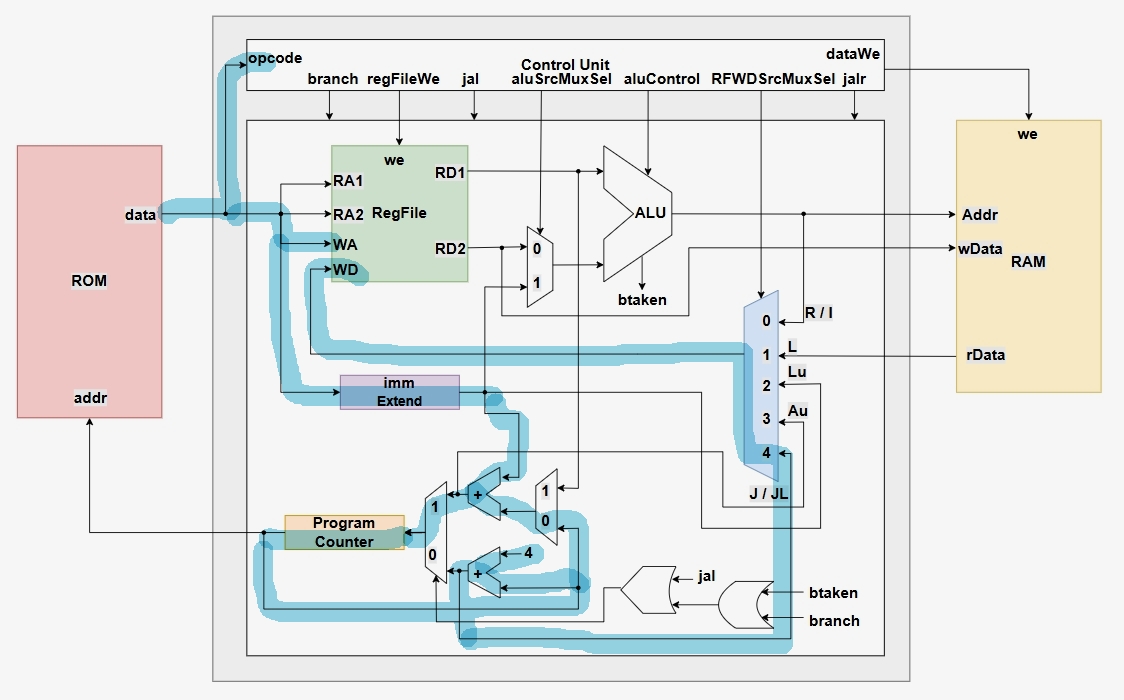 opcode
Control Unit
dataWe
branch regFileWe jal aluSrcMuxSel aluControl RFWDSrcMuxSel jalr
we
we
RA1
RD1
data
RA2
RegFile
ALU
Addr
WA
RD2
0
wData
WD
RAM
ROM
1
btaken
0
R / I
1
L
rData
2
Lu
imm
Extend
addr
3
Au
4
1
+
1
J / JL
Program
Counter
0
0
+
4
jal
btaken
branch